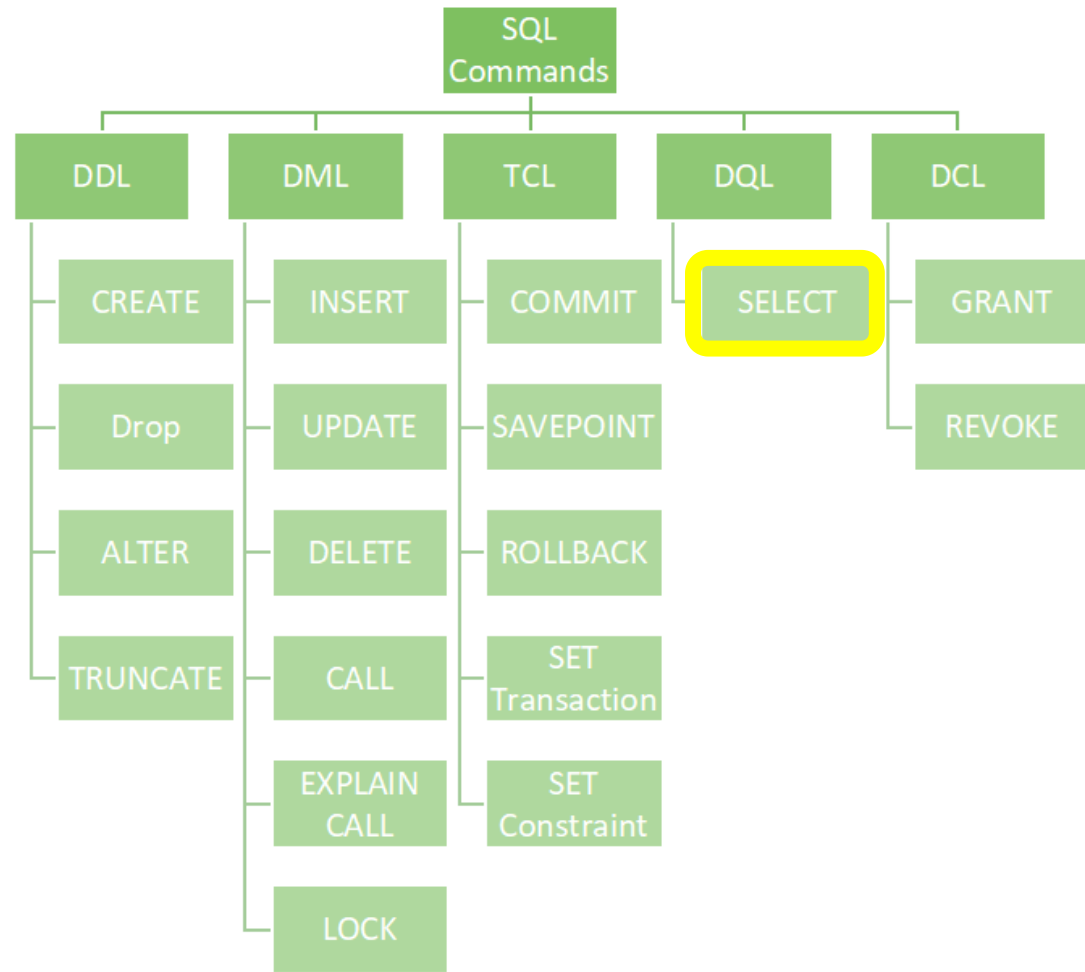 SQL
Commands
DDL
DML
TCL
DQL
DCL
CREATE
INSERT
COMMIT
SELECT
GRANT
Drop
UPDATE
SAVEPOINT
REVOKE
ALTER
DELETE
ROLLBACK
TRUNCATE
CALL
SET
Transaction
EXPLAIN
CALL
SET
Constraint
LOCK